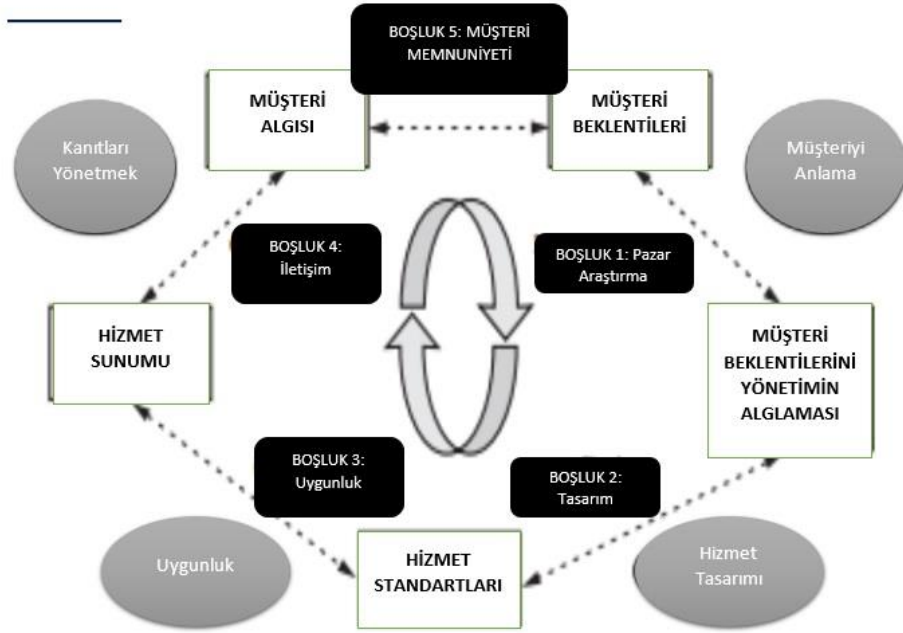 BOŞLUK 5: MÜŞTERİ
MEMNUNİYETİ
MÜŞTERİ
ALGISI
MÜŞTERİ
BEKLENTİLERİ
Kanıtları
Yönetmek
Müşteriyi
Anlama
BOŞLUK 4:
İletişim
BOŞLUK 1: Pazar
Araştırma
HİZMET
SUNUMU
MÜŞTERİ
BEKLENTİLERİNİ
YÖNETİMİN
ALGLAMASI
BOŞLUK 3:
Uygunluk
BOŞLUK 2:
Tasarım
Uygunluk
HİZMET
STANDARTLARI
Hizmet
Tasarımı